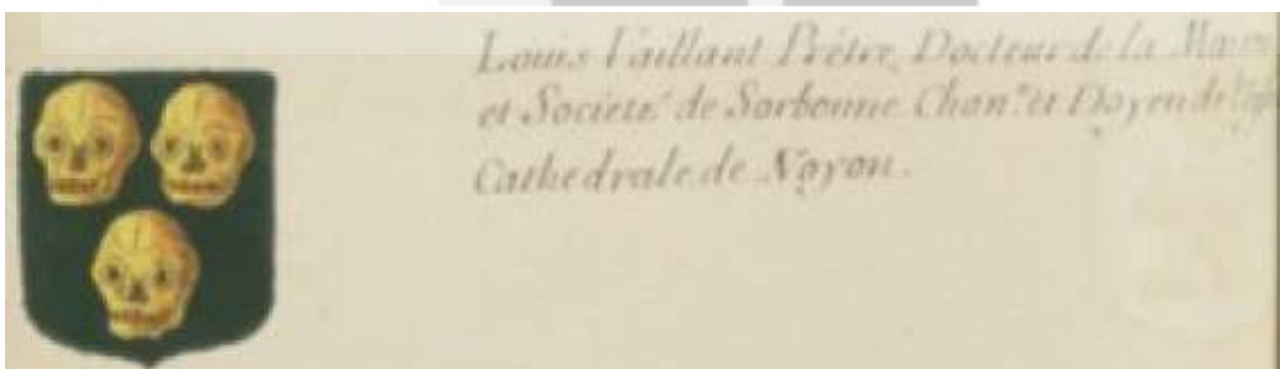 Louis Vaillant Prêtre, Docteur de la
et Societé de Sorbonne Chan.ⁿᵉ et Doyen de
Cathedrale de Noyon.